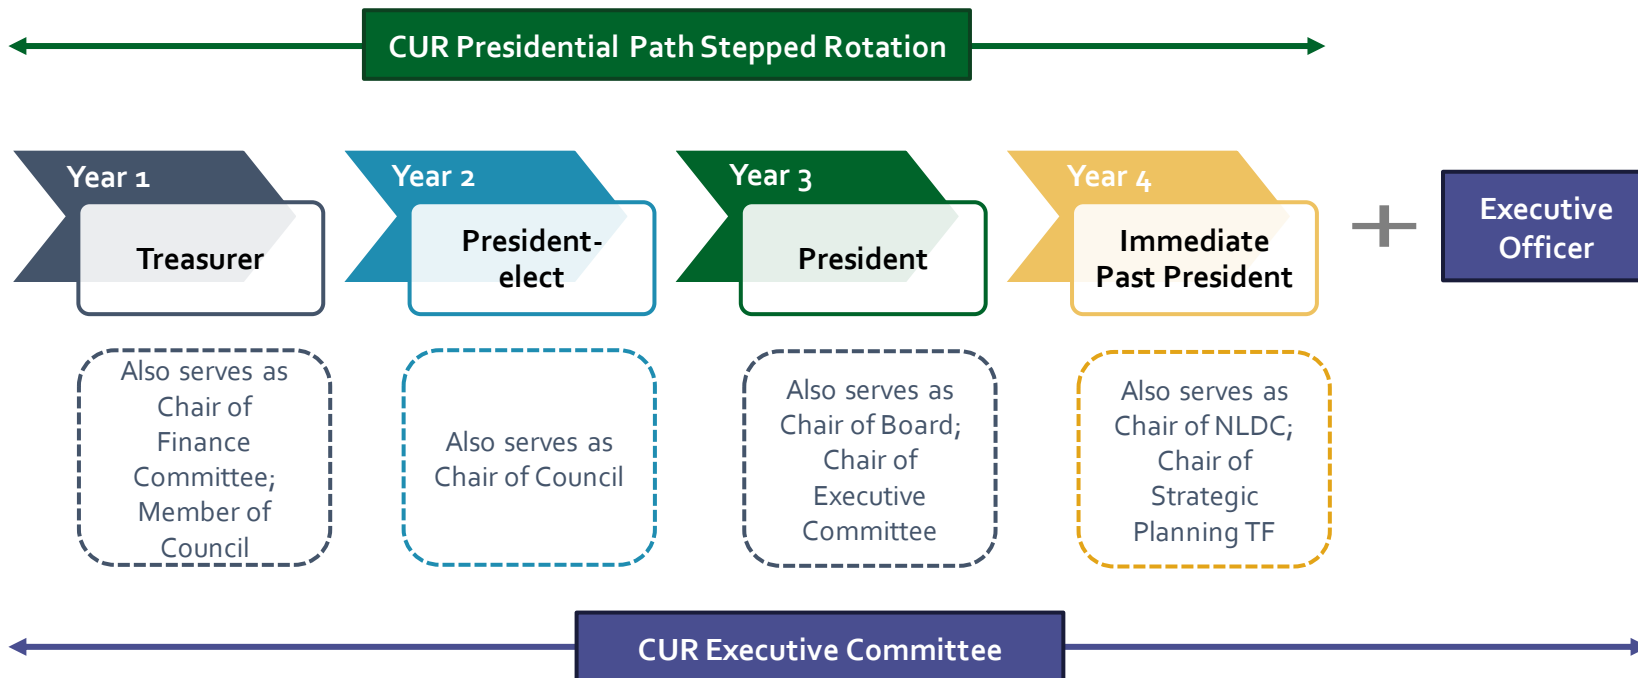 CUR Presidential Path Stepped Rotation
Year 1
Treasurer
Year 2
President-
elect
Year 3
President
Year 4
Immediate
Past President
Executive
Officer
Also serves as
Chair of
Finance
Committee;
Member of
Council
Also serves as
Chair of Council
Also serves as
Chair of Board;
Chair of
Executive
Committee
Also serves as
Chair of NLDC;
Chair of
Strategic
Planning TF
CUR Executive Committee